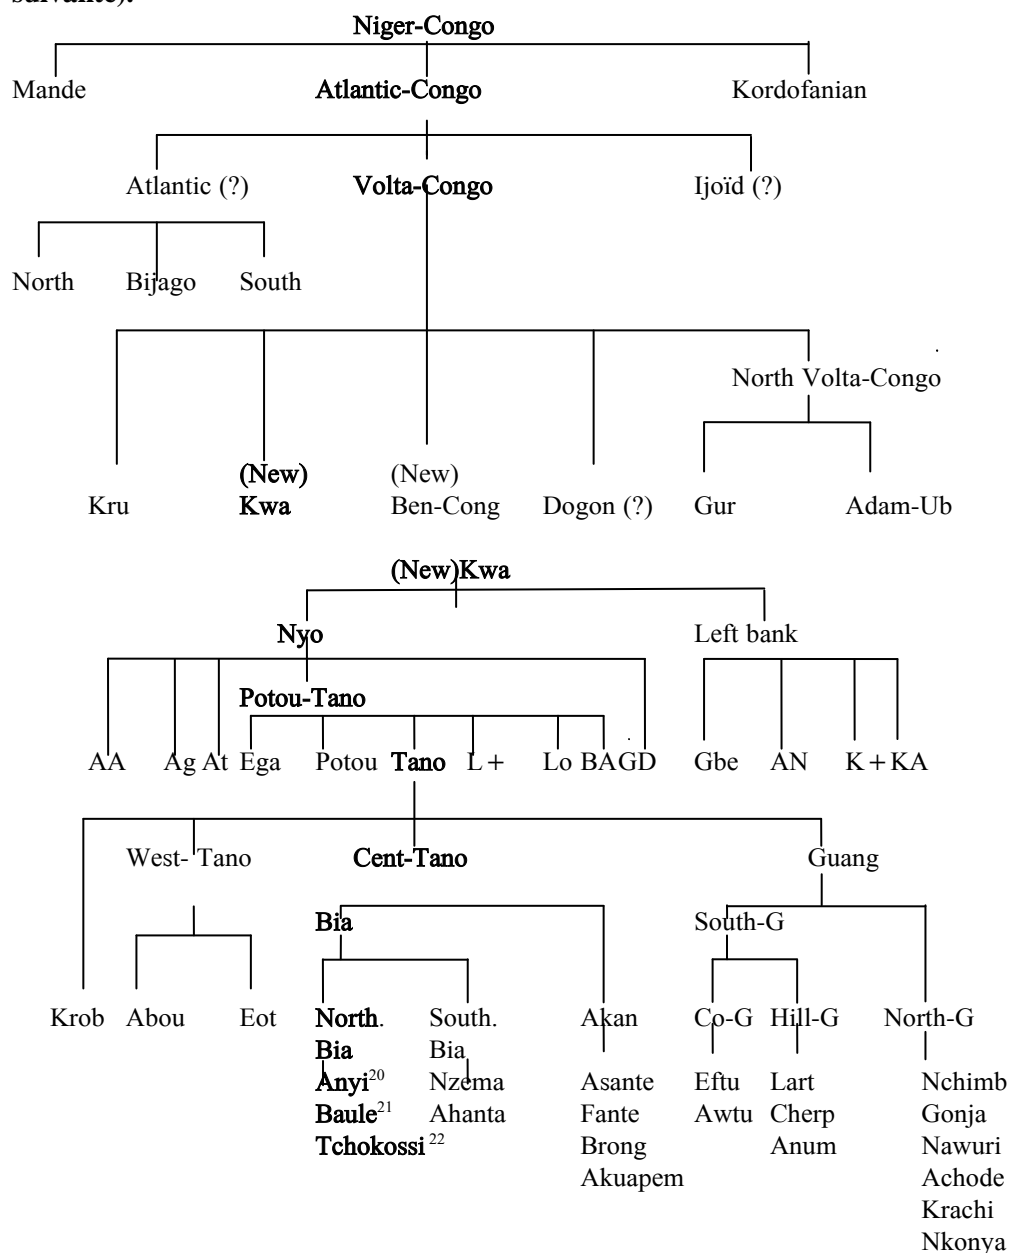 suivante).
Niger-Congo
Mande Atlantic-Congo Kordofanian
Atlantic (?) Volta-Congo Ijoïd (?)
North Bijago South
North Volta-Congo
(New) (New)
Kru Kwa Ben-Cong Dogon (?) Gur Adam-Ub
(New)Kwa
Nyo Left bank
Potou-Tano
AA Ag At Ega Potou Tano L + Lo BA GD Gbe AN K + KA
West- Tano Cent-Tano Guang
Bia South-G
Krob Abou Eot North. South. Akan Co-G Hill-G North-G
Bia Bia
Anyi20 Nzema Asante Eftu Lart Nchimb
Baule21 Ahanta Fante Awtu Cherp Gonja
Tchokossi 22 Brong Anum Nawuri
Akuapem Achode
Krachi
Nkonya